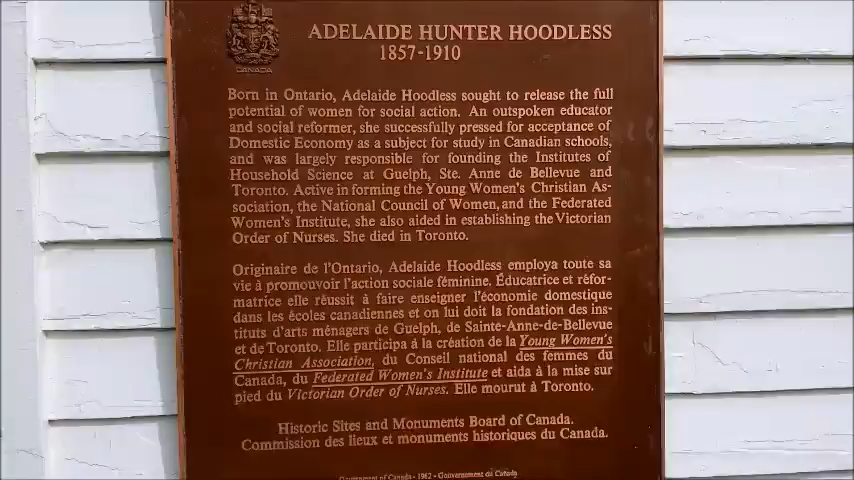 CANADA
ADELAIDE HUNTER HOODLESS
1857-1910
Born in Ontario, Adelaide Hoodless sought to release the full
potential of women for social action. An outspoken educator
and social reformer, she successfully pressed for acceptance of
Domestic Economy as a subject for study in Canadian schools,
and was largely responsible for founding the Institutes of
Household Science at Guelph, Ste. Anne de Bellevue and
Toronto. Active in forming the Young Women's Christian As-
sociation, the National Council of Women, and the Federated
Women's Institute, she also aided in establishing the Victorian
Order of Nurses. She died in Toronto.
Originaire de l'Ontario, Adelaide Hoodless employa toute sa
vie à promouvoir l'action sociale féminine. Éducatrice et réfor-
matrice elle réussit à faire enseigner l'économie domestique
dans les écoles canadiennes et on lui doit la fondation des ins-
tituts d'arts ménagers de Guelph, de Sainte-Anne-de-Bellevue
et de Toronto. Elle participa à la création de la Young Women's
Christian Association, du Conseil national des femmes du
Canada, du Federated Women's Institute et aida à la mise sur
pied du Victorian Order of Nurses. Elle mourut à Toronto.
Historic Sites and Monuments Board of Canada.
Commission des lieux et monuments historiques du Canada.
Government of Canada - 1962 - Gouvernement du Canada